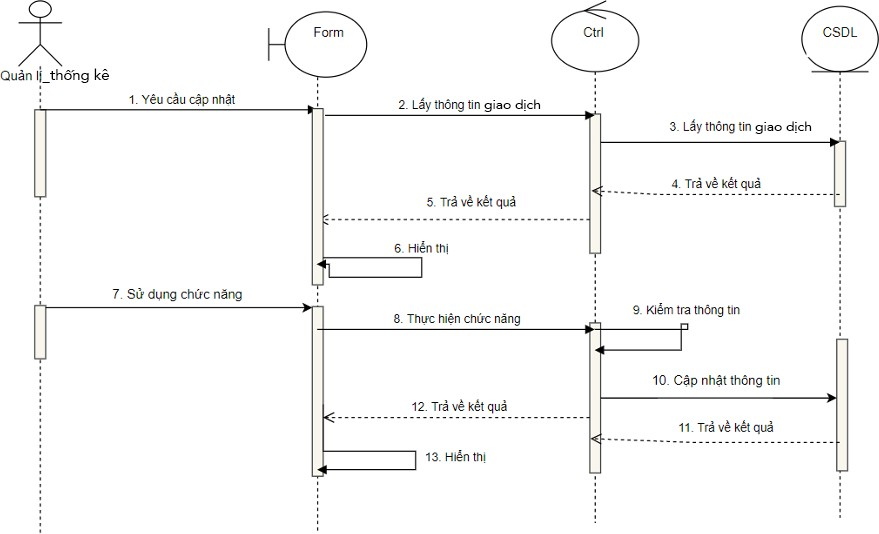 Form
Ctrl
CSDL
Quản lí_thống kê
1. Yêu cầu cập nhật
2. Lấy thông tin giao dịch
3. Lấy thông tin giao dịch
4. Trả về kết quả
5. Trả về kết quả
6. Hiển thị
7. Sử dụng chức năng
8. Thực hiện chức năng
9. Kiểm tra thông tin
10. Cập nhật thông tin
11. Trả về kết quả
12. Trả về kết quả
13. Hiển thị